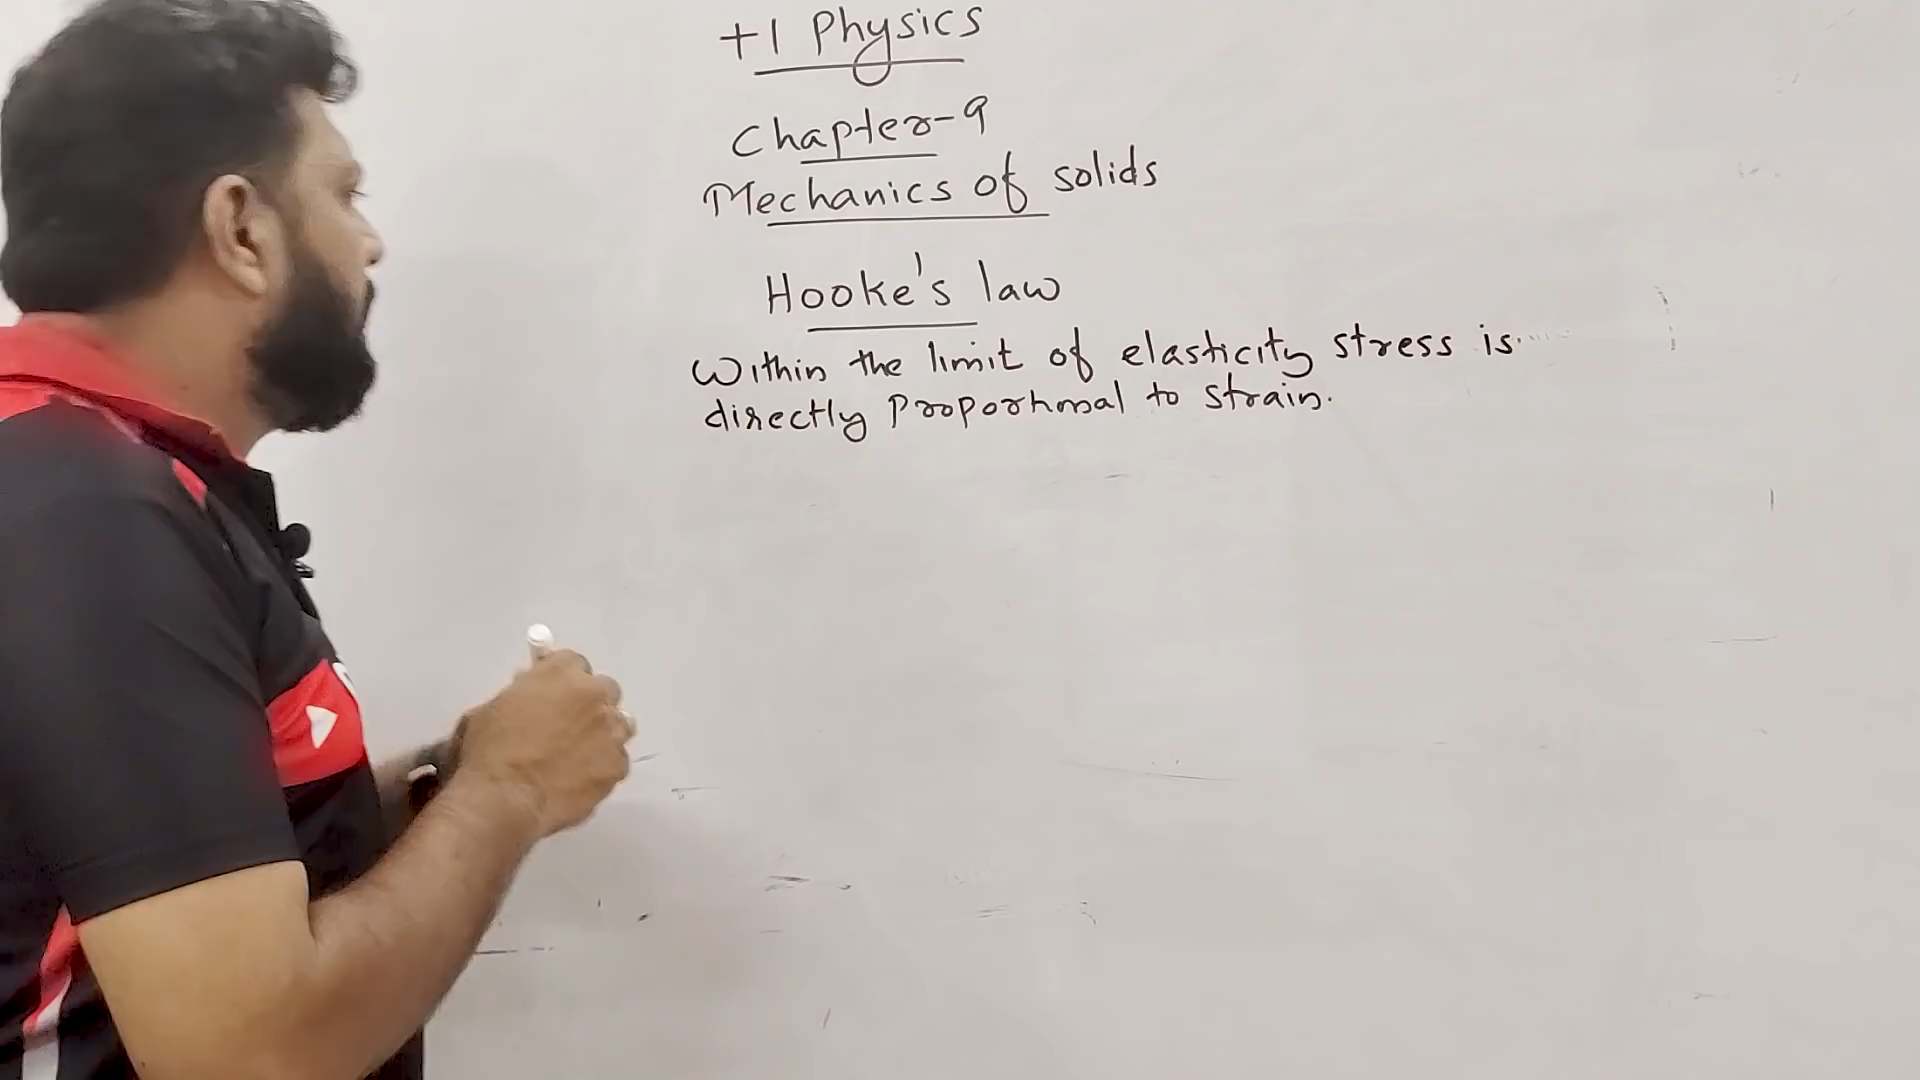 +1 Physics
Chapter-9
Mechanics of solids
Hooke's law
Within the limit of elasticity stress is
directly Proportional to strain.